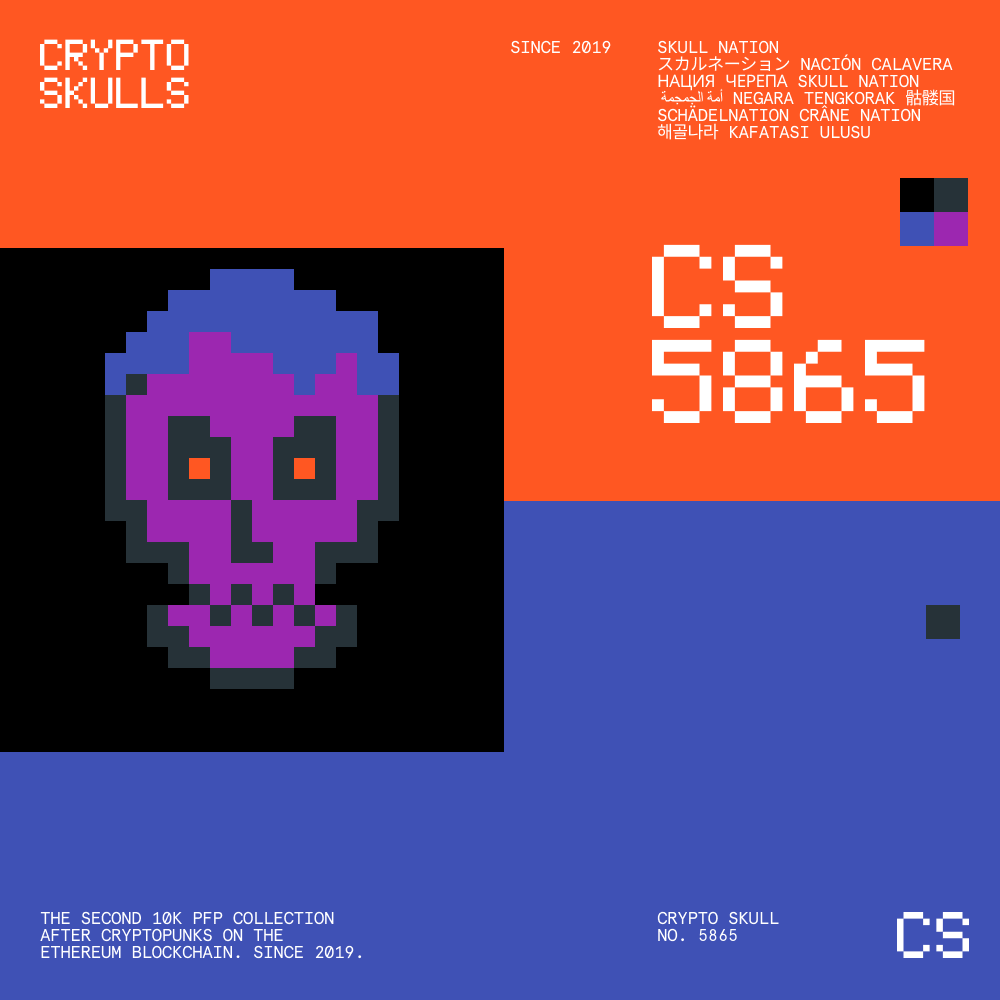 CRYPTO
SKULLS
SINCE 2019
SKULL NATION
スカルネーション NACIÓN CALAVERA
НАЦИЯ ЧЕРЕПА SKULL NATION
أمة الجمجمة NEGARA TENGKORAK 骷髅国
SCHÄDELNATION CRÂNE NATION
해골나라 KAFATASI ULUSU
CS
5865
THE SECOND 10K PFP COLLECTION
AFTER CRYPTOPUNKS ON THE
ETHEREUM BLOCKCHAIN. SINCE 2019.
CRYPTO SKULL
NO. 5865
CS